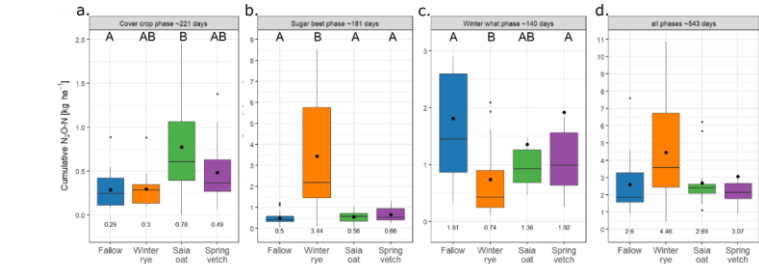 a. b. c. d.
Cover crop phase ~221 days Sugar beet phase ~181 days Winter what phase ~140 days all phases ~543 days
A AB B AB A B A A A B AB A
Cumulative N₂O-N [kg ha⁻¹]
2.0 1.5 1.0 0.5 0.0
9 8 7 6 5 4 3 2 1 0
3 2 1 0
11 10 9 8 7 6 5 4 3 2 1 0
0.29 0.3 0.78 0.49 0.5 3.44 0.56 0.66 1.81 0.74 1.36 1.92 2.6 4.46 2.69 3.07
Fallow Winter Saia Spring Fallow Winter Saia Spring Fallow Winter Saia Spring Fallow Winter Saia Spring
rye oat vetch rye oat vetch rye oat vetch rye oat vetch